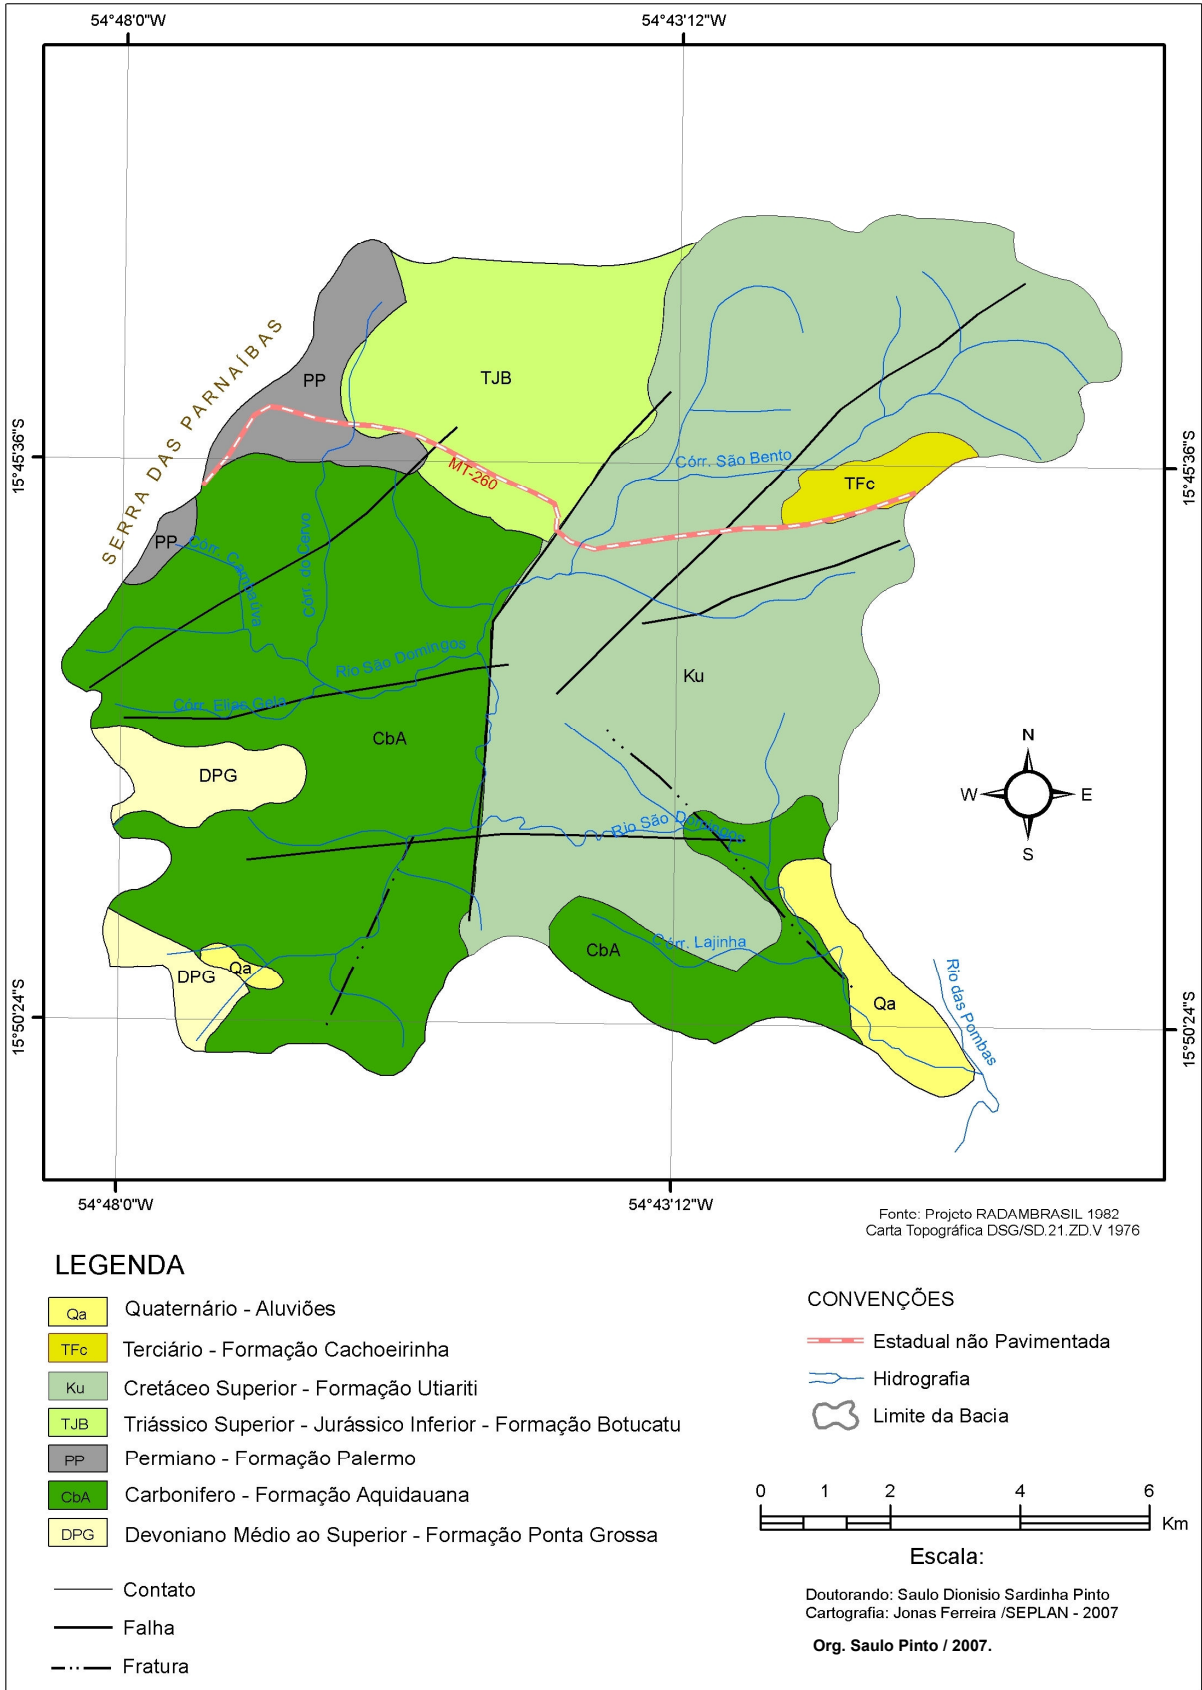 54°48'0"W
54°43'12"W
15°45'36"S
15°45'36"S
SERRA DAS PARNAÍBAS
PP
TJB
MT-260
Córr. São Bento
TFc
PP
Córr. Camaaúva
Córr. do Cervo
Rio São Domingos
Córr. Elias Gela
Ku
CbA
DPG
N
W
E
S
Rio São Domingos
CbA
Córr. Lajinha
DPG
Qa
Qa
Rio das Pombas
15°50'24"S
15°50'24"S
54°48'0"W
54°43'12"W
Fonte: Projeto RADAMBRASIL 1982
Carta Topográfica DSG/SD.21.ZD.V 1976
LEGENDA
Qa Quaternário - Aluviões
TFc Terciário - Formação Cachoeirinha
Ku Cretáceo Superior - Formação Utiariti
TJB Triássico Superior - Jurássico Inferior - Formação Botucatu
PP Permiano - Formação Palermo
CbA Carbonifero - Formação Aquidauana
DPG Devoniano Médio ao Superior - Formação Ponta Grossa
Contato
Falha
Fratura
CONVENÇÕES
Estadual não Pavimentada
Hidrografia
Limite da Bacia
0 1 2 4 6
Km
Escala:
Doutorando: Saulo Dionisio Sardinha Pinto
Cartografia: Jonas Ferreira /SEPLAN - 2007
Org. Saulo Pinto / 2007.